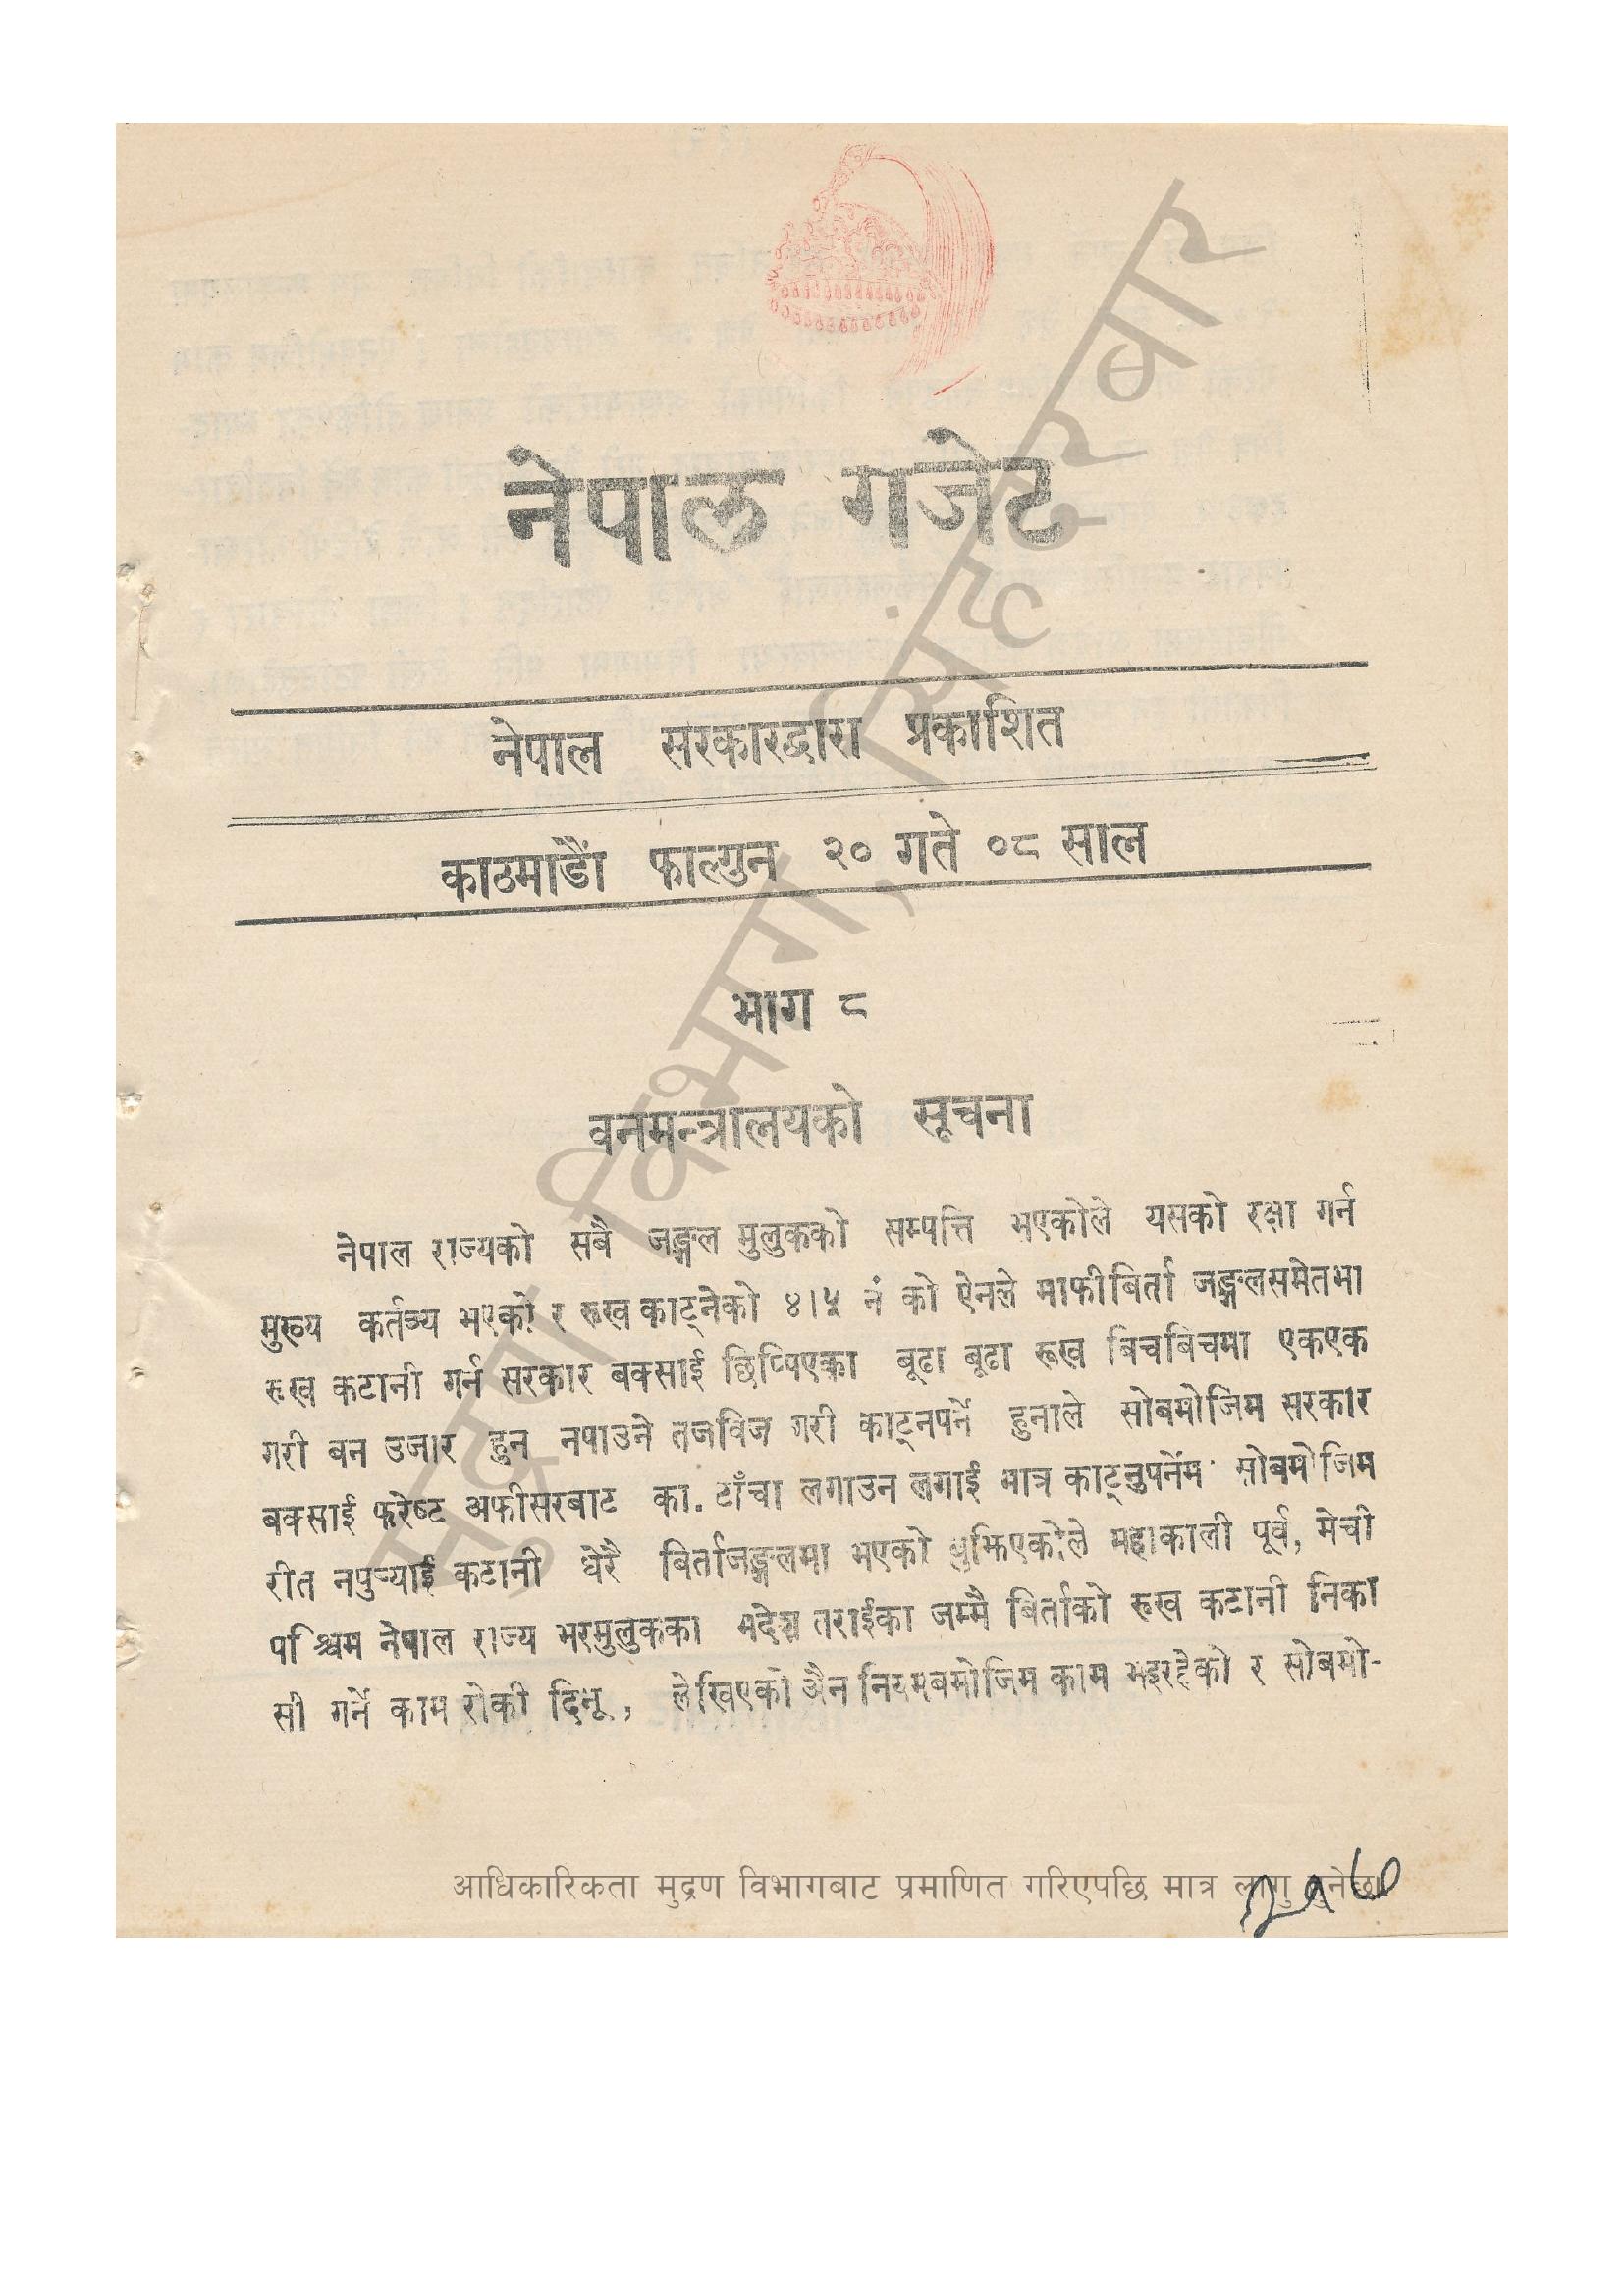 नेपाल गजेट
नेपाल सरकारद्वारा प्रकाशित
काठमाडौं फाल्गुन २० गते ०८ साल
भाग ८
वनमन्त्रालयको सूचना
नेपाल राज्यको सबै जङ्गल मुलुकको सम्पत्ति भएकोले यसको रक्षा गर्न
मुख्य कर्तव्य भएको र रूख काट्नेको ४।५ नं को ऐनले माफीबिर्ता जङ्गलसमेतमा
रूख कटानी गर्न सरकार बक्साई छिप्पिएका बूढा बूढा रूख बिचबिचमा एकएक
गरी बन उजार हुन नपाउने तजविज गरी काट्नपर्ने हुनाले सोबमोजिम सरकार
बक्साई फरेष्ट अफीसरबाट का. टाँचा लगाउन लगाई मात्र काट्नुपर्नेम सोबमोजिम
रीत नपुऱ्याई कटानी धेरै बिर्ताजङ्गलमा भएको बुझिएकोले महाकाली पूर्व, मेची
पश्चिम नेपाल राज्य भरमुलुकका मदेश तराईका जम्मै बिर्ताको रूख कटानी निका
सी गर्ने काम रोकी दिनू, लेखिएको ऐन नियमबमोजिम काम भइरहेको र सोबमो-
मुद्रण विभाग, सिंहदरबार
आधिकारिकता मुद्रण विभागबाट प्रमाणित गरिएपछि मात्र लागु हुनेछ।